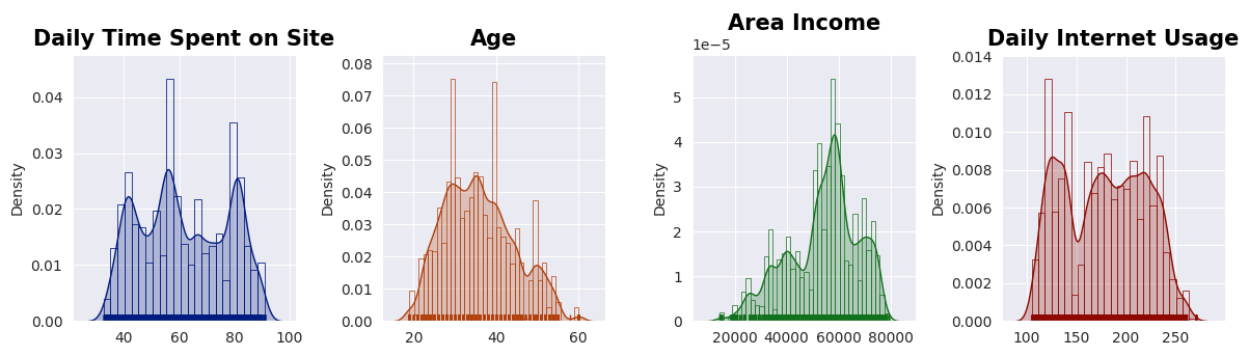 Daily Time Spent on Site
Density
0.04
0.03
0.02
0.01
0.00
40 60 80 100
Age
Density
0.08
0.07
0.06
0.05
0.04
0.03
0.02
0.01
0.00
20 40 60
Area Income
1e−5
Density
5
4
3
2
1
0
20000 40000 60000 80000
Daily Internet Usage
Density
0.014
0.012
0.010
0.008
0.006
0.004
0.002
0.000
100 150 200 250